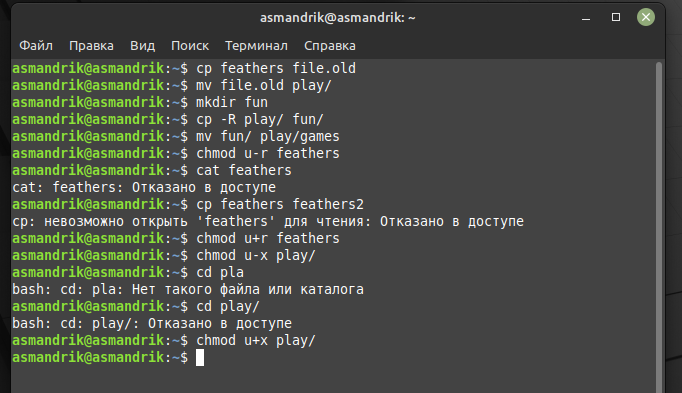 asmandrik@asmandrik: ~
Файл Правка Вид Поиск Терминал Справка
asmandrik@asmandrik:~$ cp feathers file.old
asmandrik@asmandrik:~$ mv file.old play/
asmandrik@asmandrik:~$ mkdir fun
asmandrik@asmandrik:~$ cp -R play/ fun/
asmandrik@asmandrik:~$ mv fun/ play/games
asmandrik@asmandrik:~$ chmod u-r feathers
asmandrik@asmandrik:~$ cat feathers
cat: feathers: Отказано в доступе
asmandrik@asmandrik:~$ cp feathers feathers2
cp: невозможно открыть 'feathers' для чтения: Отказано в доступе
asmandrik@asmandrik:~$ chmod u+r feathers
asmandrik@asmandrik:~$ chmod u-x play/
asmandrik@asmandrik:~$ cd pla
bash: cd: pla: Нет такого файла или каталога
asmandrik@asmandrik:~$ cd play/
bash: cd: play/: Отказано в доступе
asmandrik@asmandrik:~$ chmod u+x play/
asmandrik@asmandrik:~$